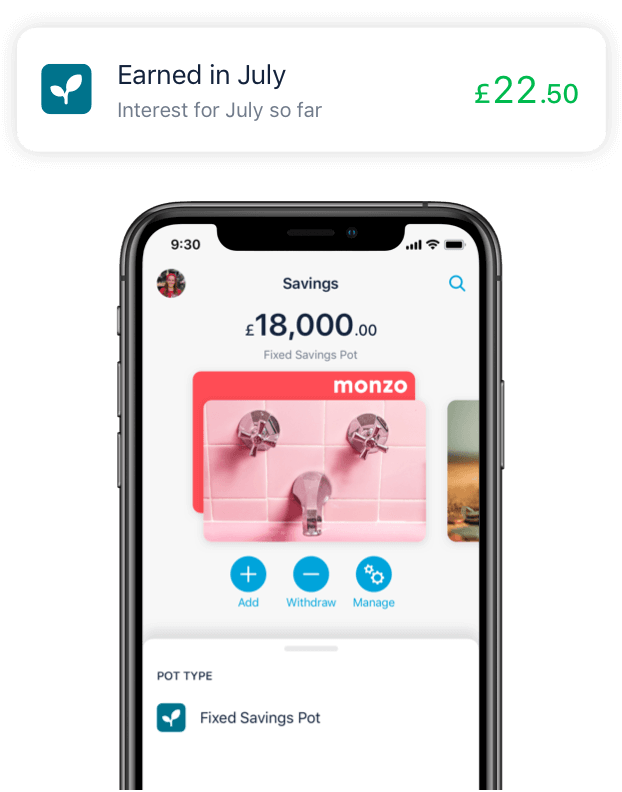 Earned in July
£22.50
Interest for July so far
9:30
Savings
£18,000.00
Fixed Savings Pot
monzo
Add
Withdraw
Manage
POT TYPE
Fixed Savings Pot